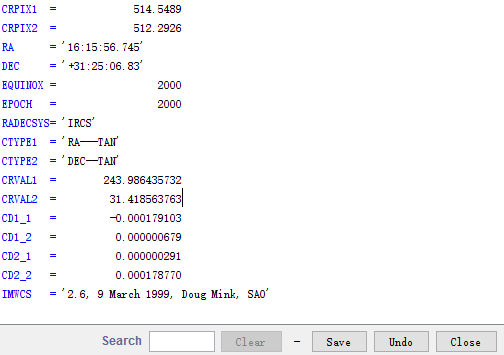 CRPIX1 = 514.5489
CRPIX2 = 512.2926
RA = '16:15:56.745'
DEC = '+31:25:06.83'
EQUINOX = 2000
EPOCH = 2000
RADECSYS= 'IRCS'
CTYPE1 = 'RA---TAN'
CTYPE2 = 'DEC--TAN'
CRVAL1 = 243.986435732
CRVAL2 = 31.418563763
CD1_1 = -0.000179103
CD1_2 = 0.000000679
CD2_1 = 0.000000291
CD2_2 = 0.000178770
IMWCS = '2.6, 9 March 1999, Doug Mink, SAO'
Search Clear - Save Undo Close